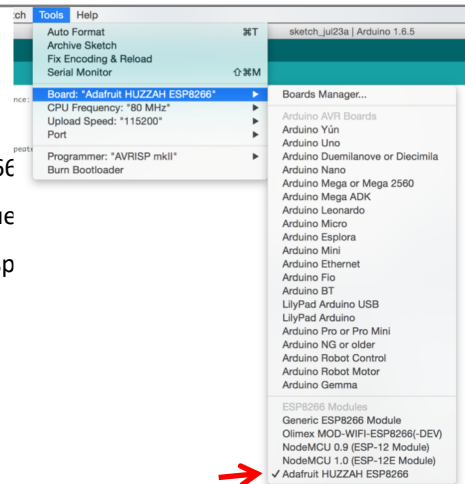 ch Tools Help
sketch_jul23a | Arduino 1.6.5
Auto Format ⌘T
Archive Sketch
Fix Encoding & Reload
Serial Monitor ⇧⌘M
nce:
Board: "Adafruit HUZZAH ESP8266" ▶
CPU Frequency: "80 MHz" ▶
Upload Speed: "115200" ▶
Port ▶
Programmer: "AVRISP mkII" ▶
Burn Bootloader
Boards Manager...
Arduino AVR Boards
Arduino Yún
Arduino Uno
Arduino Duemilanove or Diecimila
Arduino Nano
Arduino Mega or Mega 2560
Arduino Mega ADK
Arduino Leonardo
Arduino Micro
Arduino Esplora
Arduino Mini
Arduino Ethernet
Arduino Fio
Arduino BT
LilyPad Arduino USB
LilyPad Arduino
Arduino Pro or Pro Mini
Arduino NG or older
Arduino Robot Control
Arduino Robot Motor
Arduino Gemma
ESP8266 Modules
Generic ESP8266 Module
Olimex MOD-WIFI-ESP8266(-DEV)
NodeMCU 0.9 (ESP-12 Module)
NodeMCU 1.0 (ESP-12E Module)
✓ Adafruit HUZZAH ESP8266